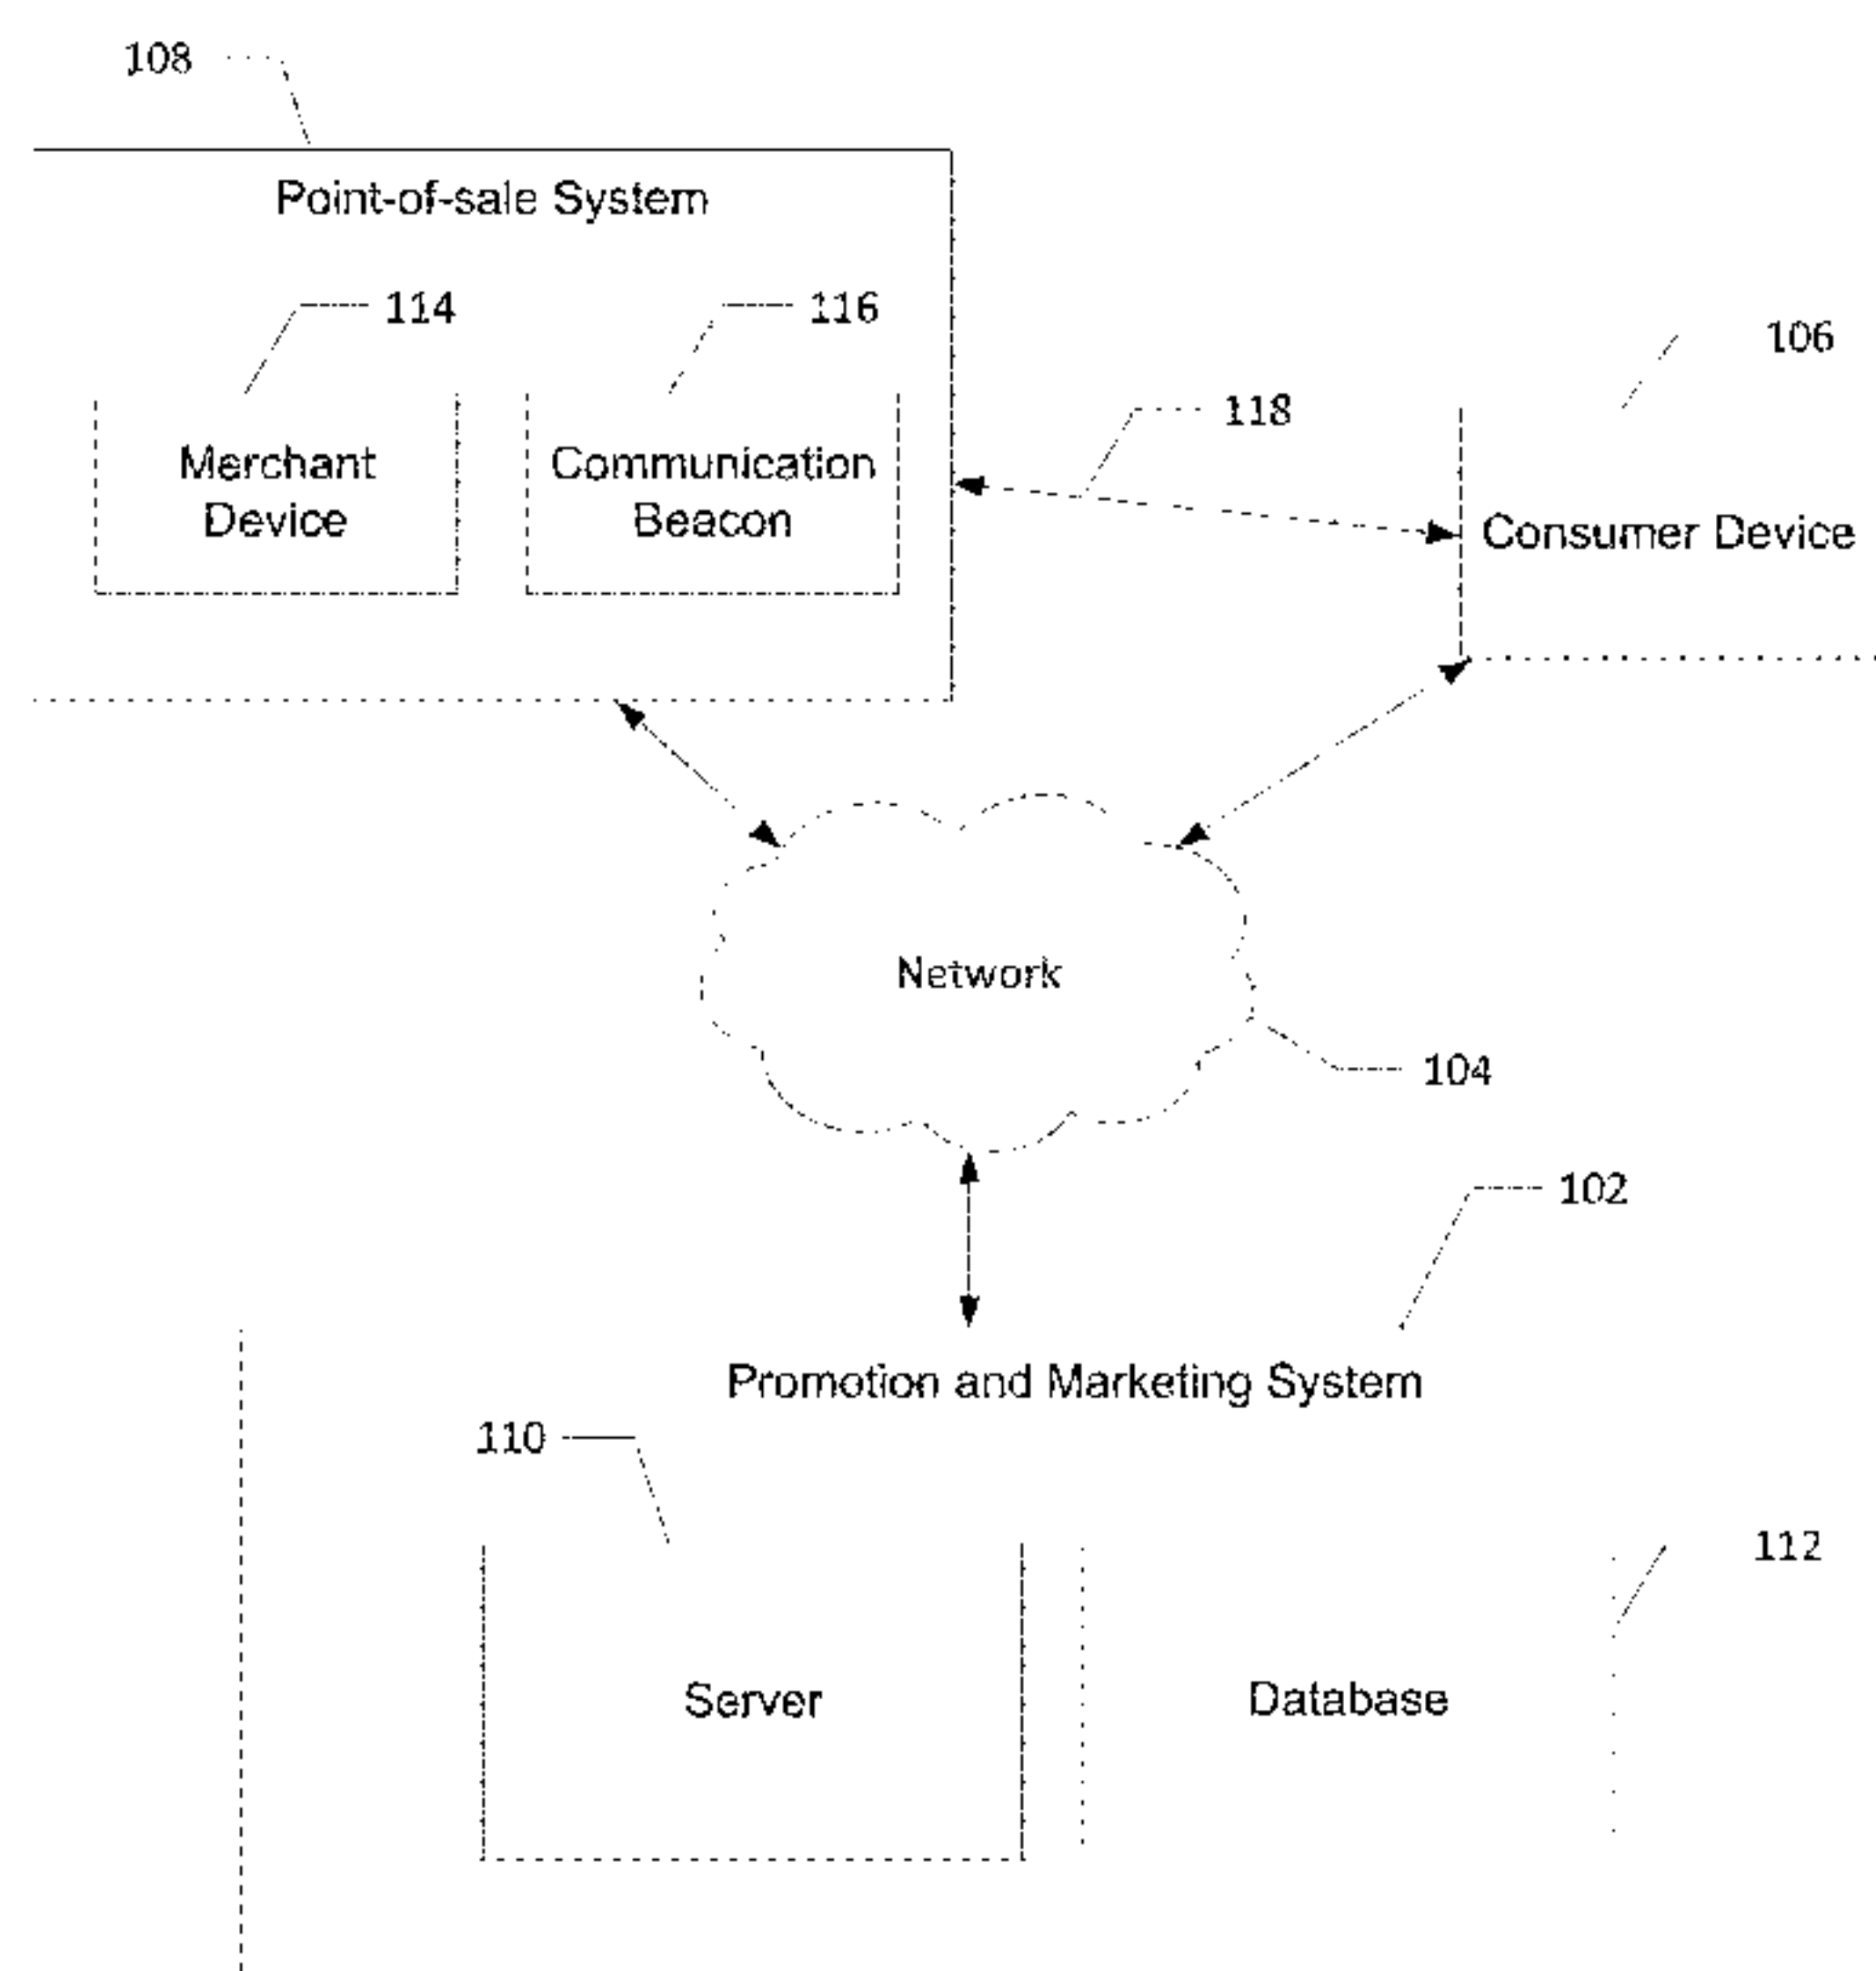 108
Point-of-sale System
114
116
106
118
Merchant
Device
Communication
Beacon
Consumer Device
Network
104
102
Promotion and Marketing System
110
112
Server
Database